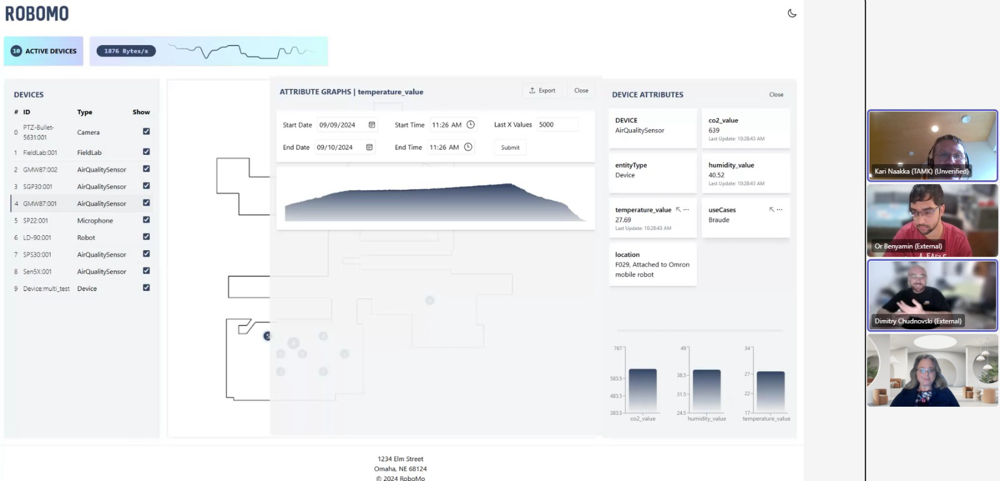 ROBOMO
10 ACTIVE DEVICES
1876 Bytes/s
DEVICES
# ID Type Show
0 PTZ-Bullet-5631:001 Camera
1 FieldLab:001 FieldLab
2 GMW87:002 AirQualitySensor
3 SGP30:001 AirQualitySensor
4 GMW87:001 AirQualitySensor
5 SP22:001 Microphone
6 LD-90:001 Robot
7 SPS30:001 AirQualitySensor
8 Sen5X:001 AirQualitySensor
9 Device:multi_test Device
ATTRIBUTE GRAPHS | temperature_value
Export
Close
Start Date 09/09/2024 Start Time 11:26 AM Last X Values 5000
End Date 09/10/2024 End Time 11:26 AM Submit
5
DEVICE ATTRIBUTES
Close
DEVICE
AirQualitySensor
co2_value
639
Last Update: 10:28:43 AM
entityType
Device
humidity_value
40.52
Last Update: 10:28:43 AM
temperature_value
27.69
Last Update: 10:28:43 AM
useCases
Braude
location
F029, Attached to Omron
mobile robot
767
583.5
483.5
383.5
co2_value
49
38.5
31.5
24.5
humidity_value
34
27
22
17
temperature_value
1234 Elm Street
Omaha, NE 68124
© 2024 RoboMo
Kari Naakka (TAMK) (Unverified)
Or Benyamin (External)
Dimitry Chudnovski (External)